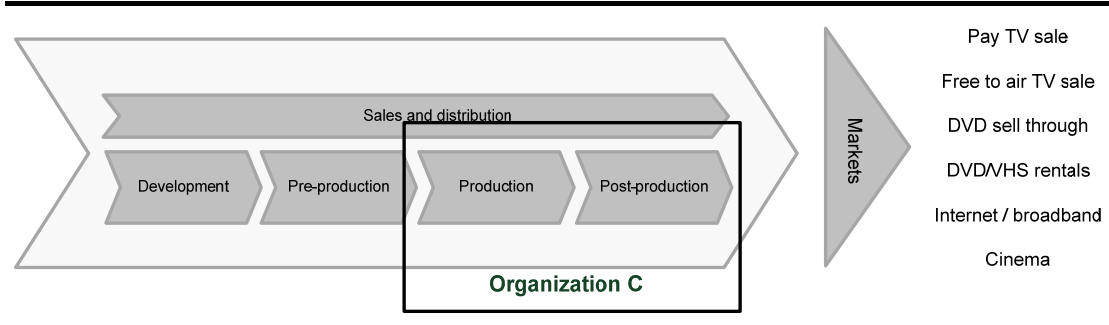 Sales and distribution
Development
Pre-production
Production
Post-production
Organization C
Markets
Pay TV sale
Free to air TV sale
DVD sell through
DVD/VHS rentals
Internet / broadband
Cinema